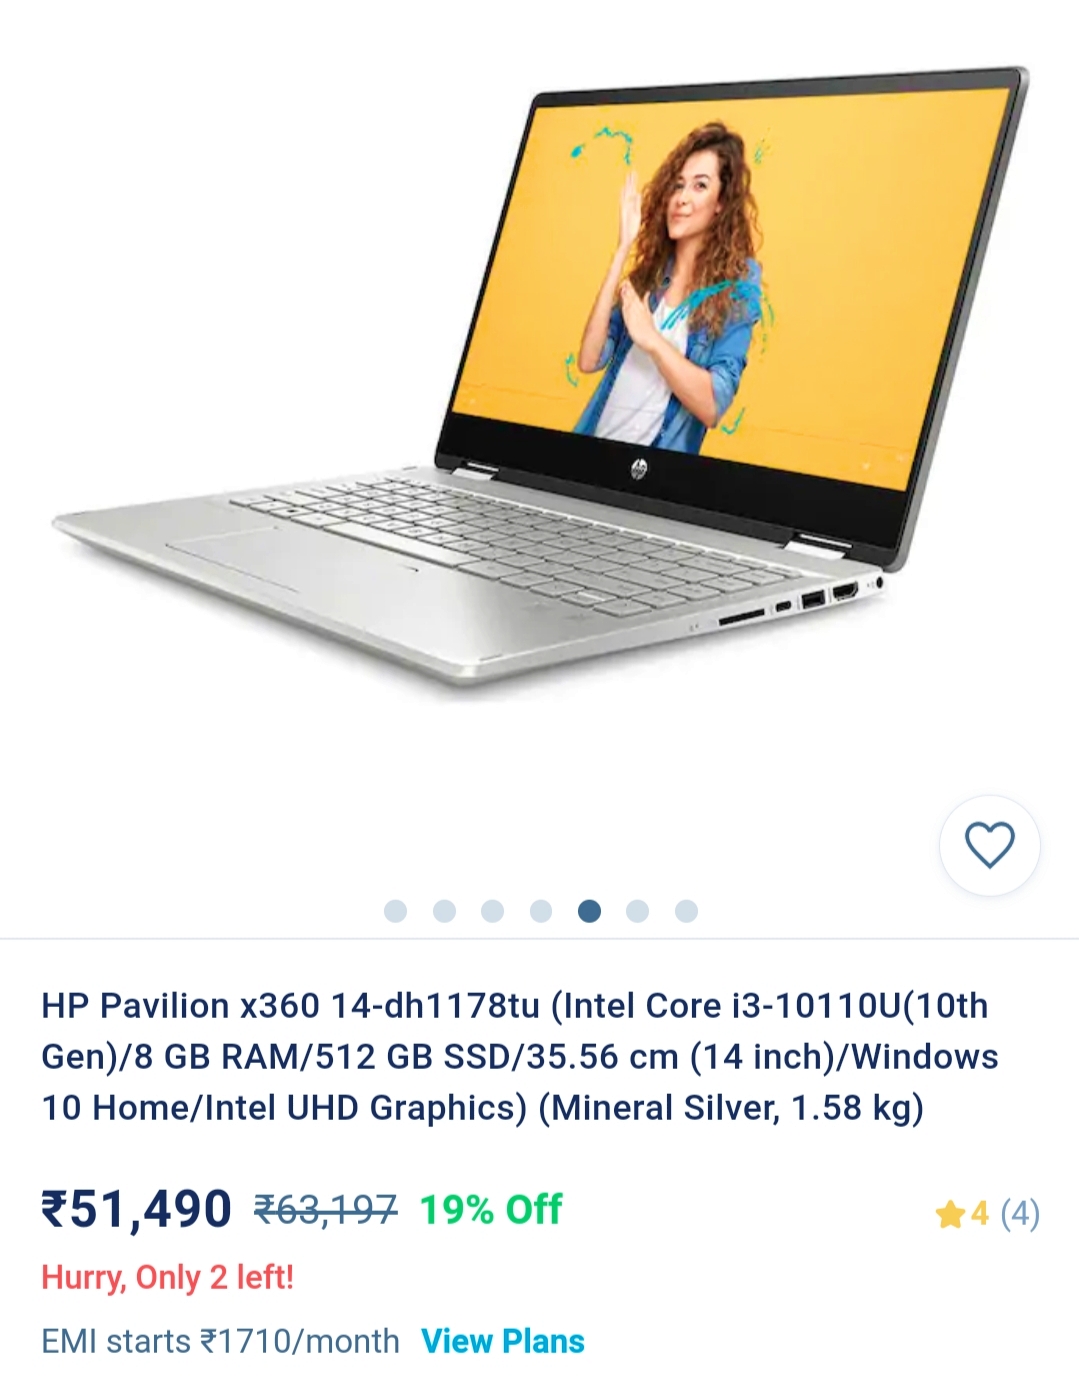 hp
HP Pavilion x360 14-dh1178tu (Intel Core i3-10110U(10th
Gen)/8 GB RAM/512 GB SSD/35.56 cm (14 inch)/Windows
10 Home/Intel UHD Graphics) (Mineral Silver, 1.58 kg)
₹51,490 ₹63,197 19% Off 4 (4)
Hurry, Only 2 left!
EMI starts ₹1710/month View Plans